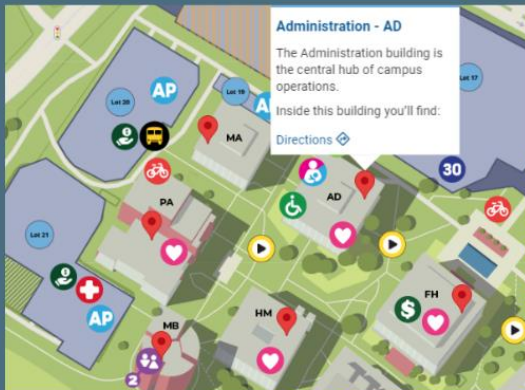 Administration - AD
The Administration building is
the central hub of campus
operations.
Inside this building you'll find:
Directions
Lot 17
Lot 20
AP
Lot 19
AP
MA
30
PA
AD
Lot 21
$
FH
AP
HM
MB
2